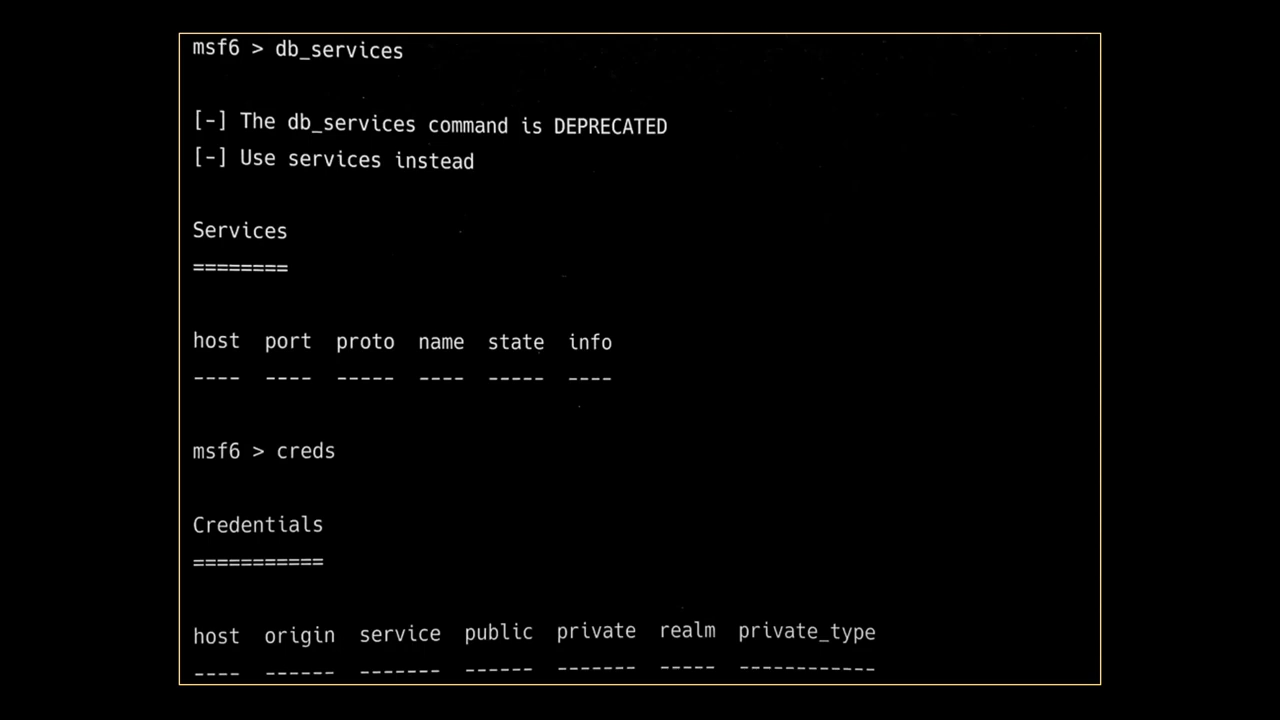 msf6 > db_services
[-] The db_services command is DEPRECATED
[-] Use services instead
Services
========
host  port  proto  name  state  info
----  ----  -----  ----  -----  ----
msf6 > creds
Credentials
===========
host  origin  service  public  private  realm  private_type
----  ------  -------  ------  -------  -----  ------------